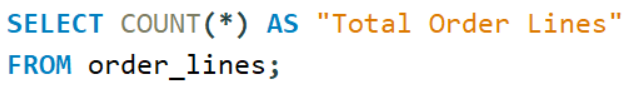 SELECT COUNT(*) AS "Total Order Lines"
FROM order_lines;